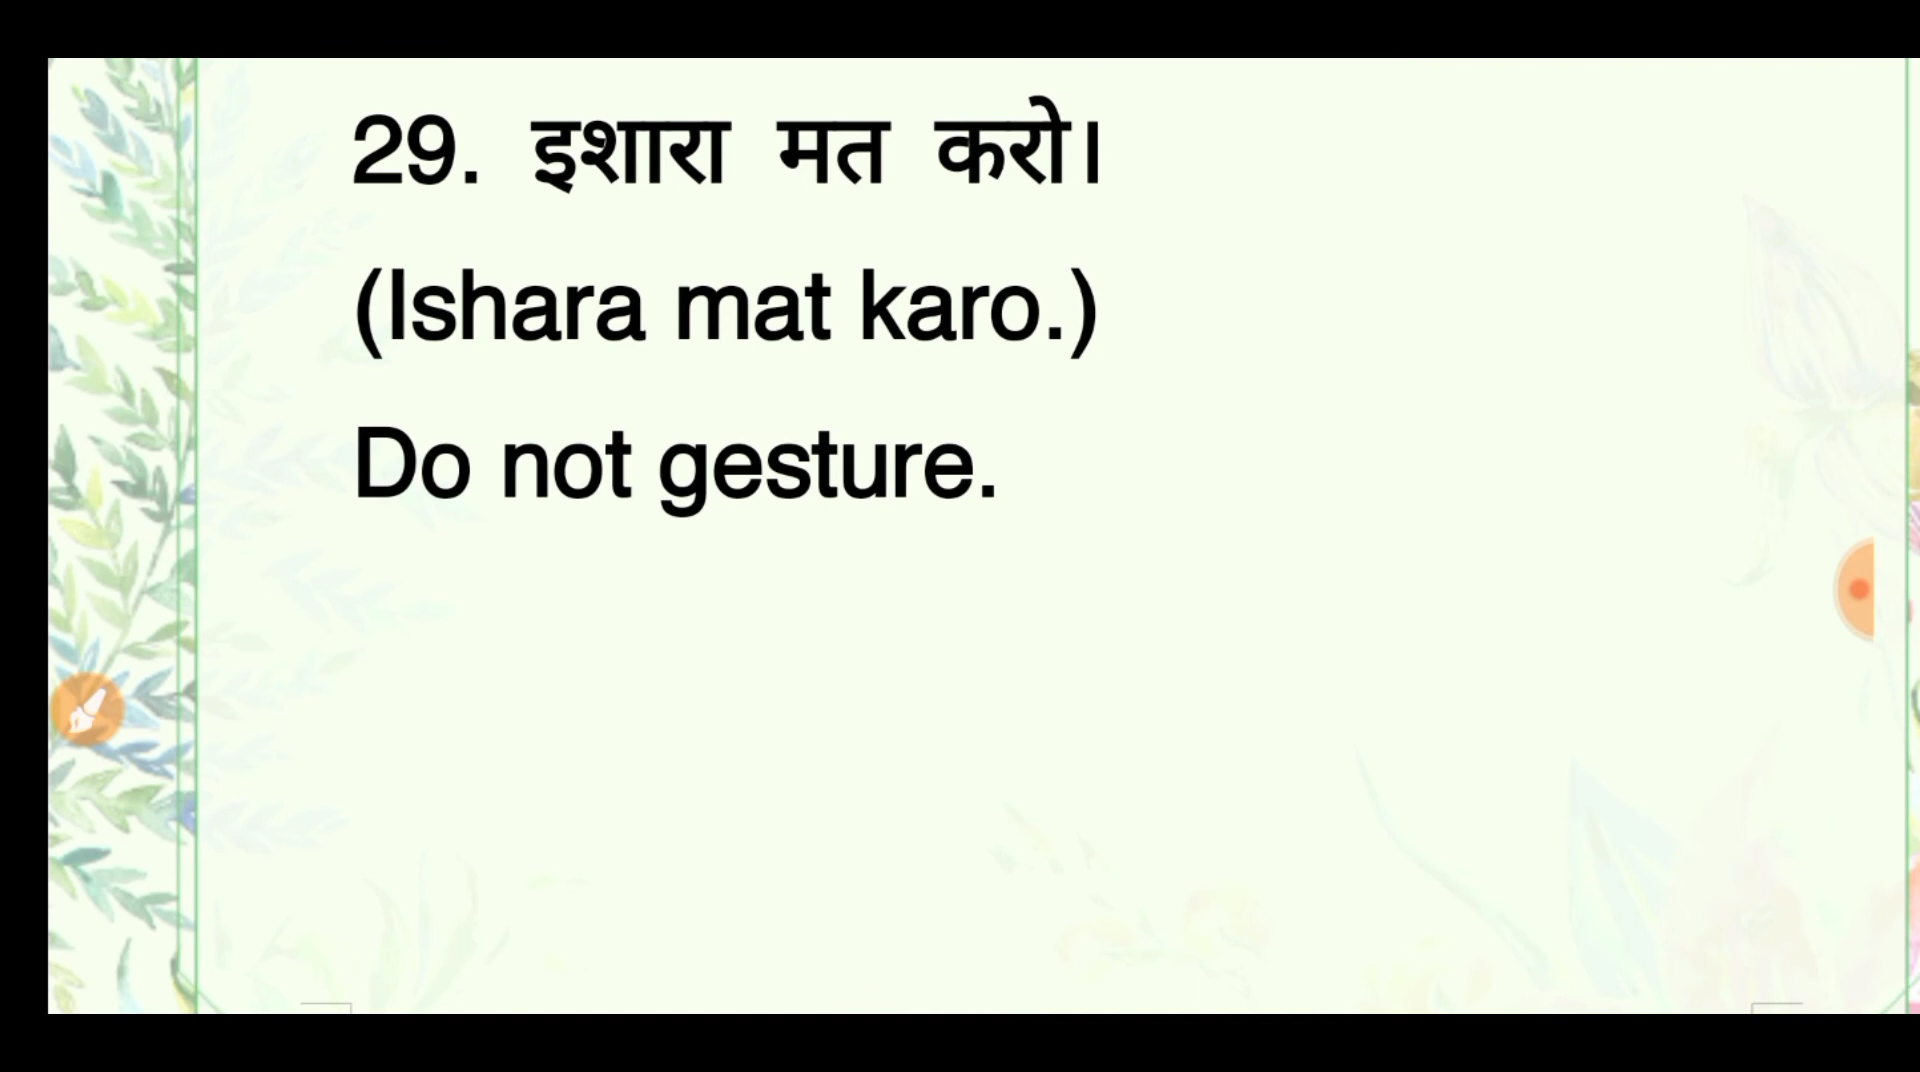 29. इशारा मत करो।
(Ishara mat karo.)
Do not gesture.